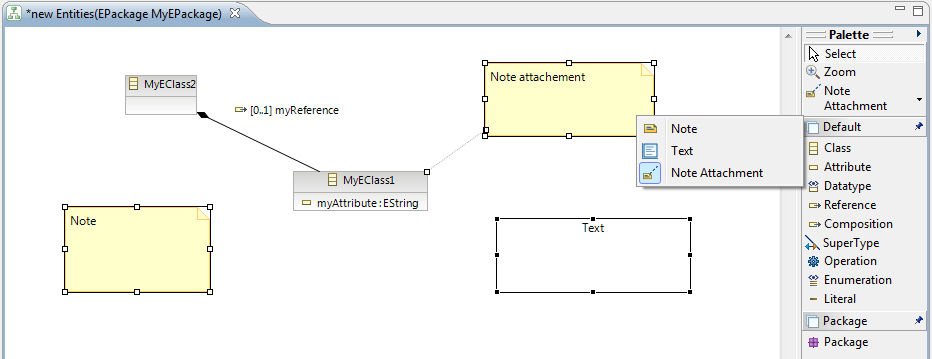 *new Entities(EPackage MyEPackage)
MyEClass2
[0..1] myReference
Note attachement
MyEClass1
myAttribute : EString
Note
Text
Note
Text
Note Attachment
Palette
Select
Zoom
Note
Attachment
Default
Class
Attribute
Datatype
Reference
Composition
SuperType
Operation
Enumeration
Literal
Package
Package